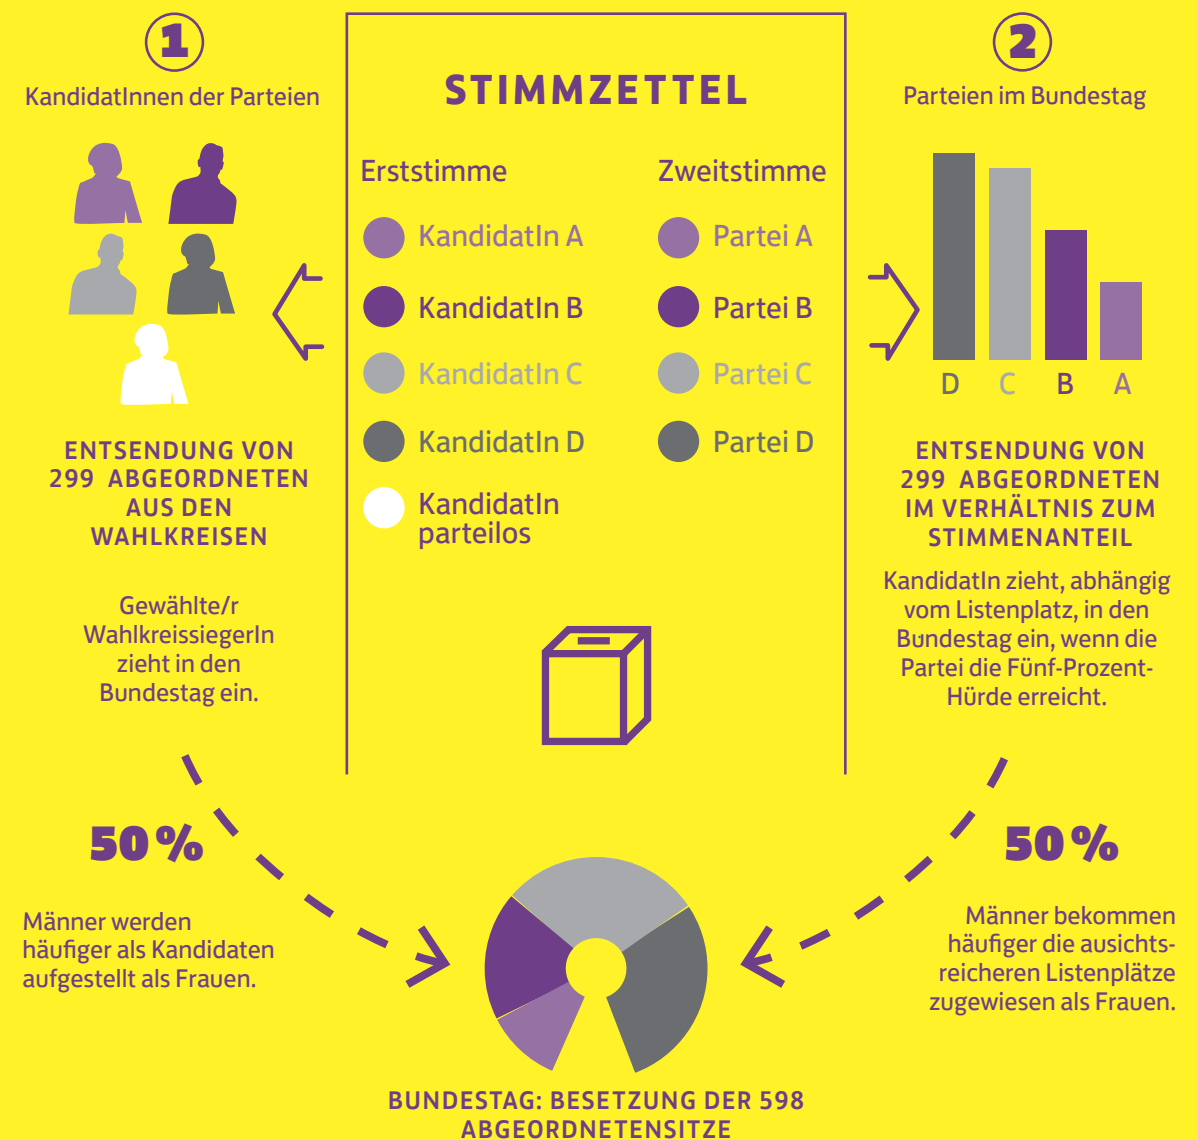 1
KandidatInnen der Parteien
ENTSENDUNG VON
299 ABGEORDNETEN
AUS DEN
WAHLKREISEN
Gewählte/r
WahlkreissiegerIn
zieht in den
Bundestag ein.
50 %
Männer werden
häufiger als Kandidaten
aufgestellt als Frauen.
STIMMZETTEL
Erststimme
KandidatIn A
KandidatIn B
KandidatIn C
KandidatIn D
KandidatIn
parteilos
Zweitstimme
Partei A
Partei B
Partei C
Partei D
2
Parteien im Bundestag
D C B A
ENTSENDUNG VON
299 ABGEORDNETEN
IM VERHÄLTNIS ZUM
STIMMENANTEIL
KandidatIn zieht, abhängig
vom Listenplatz, in den
Bundestag ein, wenn die
Partei die Fünf-Prozent-
Hürde erreicht.
50 %
Männer bekommen
häufiger die ausichts-
reicheren Listenplätze
zugewiesen als Frauen.
BUNDESTAG: BESETZUNG DER 598
ABGEORDNETENSITZE